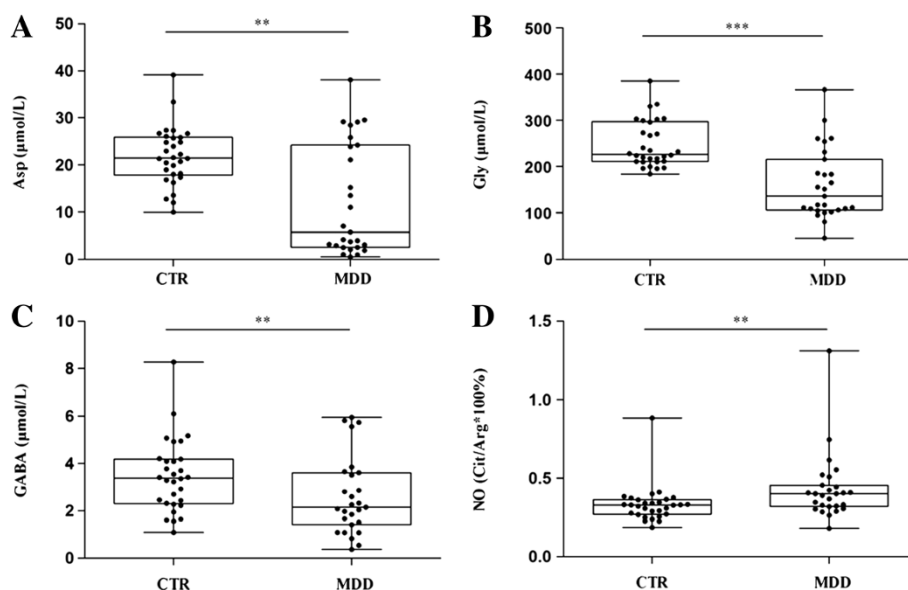 A
**
50
40
30
20
10
0
Asp (μmol/L)
CTR
MDD
B
***
500
400
300
200
100
0
Gly (μmol/L)
CTR
MDD
C
**
10
8
6
4
2
0
GABA (μmol/L)
CTR
MDD
D
**
1.5
1.0
0.5
0.0
NO (Cit/Arg*100%)
CTR
MDD